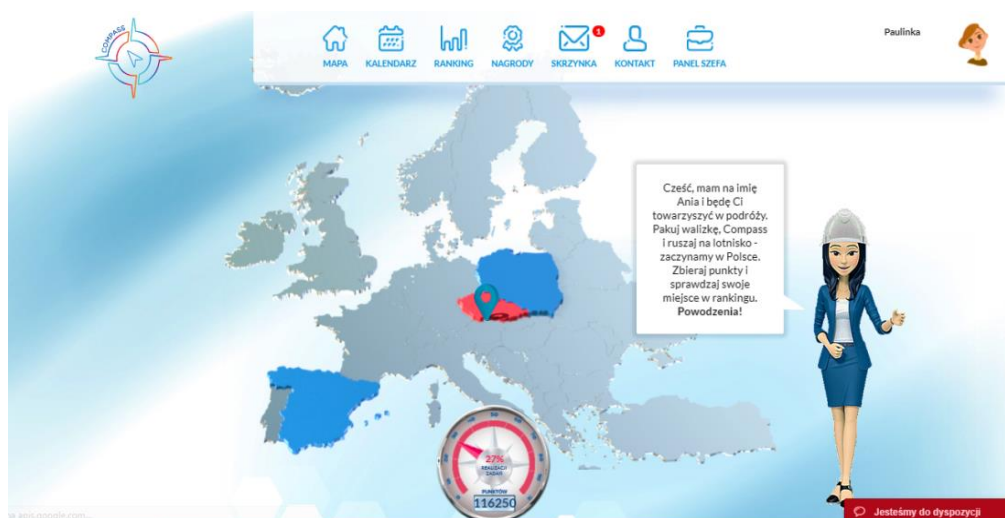 COMPASS
MAPA
KALENDARZ
RANKING
NAGRODY
1
SKRZYNKA
KONTAKT
PANEL SZEFA
Paulinka
Cześć, mam na imię
Ania i będę Ci
towarzyszyć w podróży.
Pakuj walizkę, Compass
i ruszaj na lotnisko -
zaczynamy w Polsce.
Zbieraj punkty i
sprawdzaj swoje
miejsce w rankingu.
Powodzenia!
27%
REALIZACJI
ZADAŃ
PUNKTÓW
116250
Jesteśmy do dyspozycji